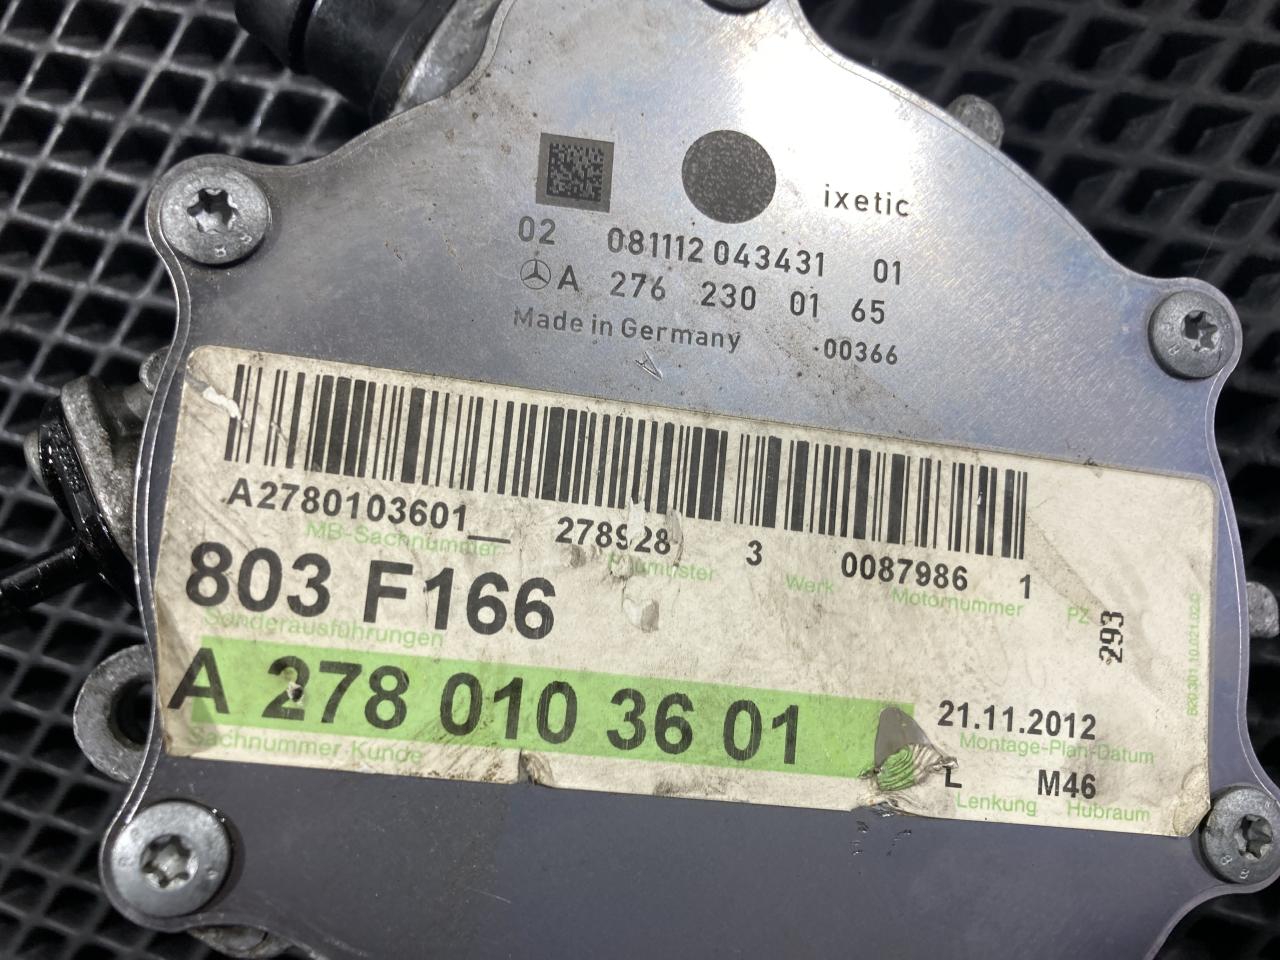 ixetic
02 081112 043431 01
A 276 230 01 65
Made in Germany 00366
A2780103601__ 278928 3 0087986 1
MB-Sachnummer Werk Motornummer PZ
803 F166
293
Sonderausführungen
A 278 010 36 01
21.11.2012
Sachnummer Kunde
Montage-Plan-Datum
L M46
Lenkung Hubraum